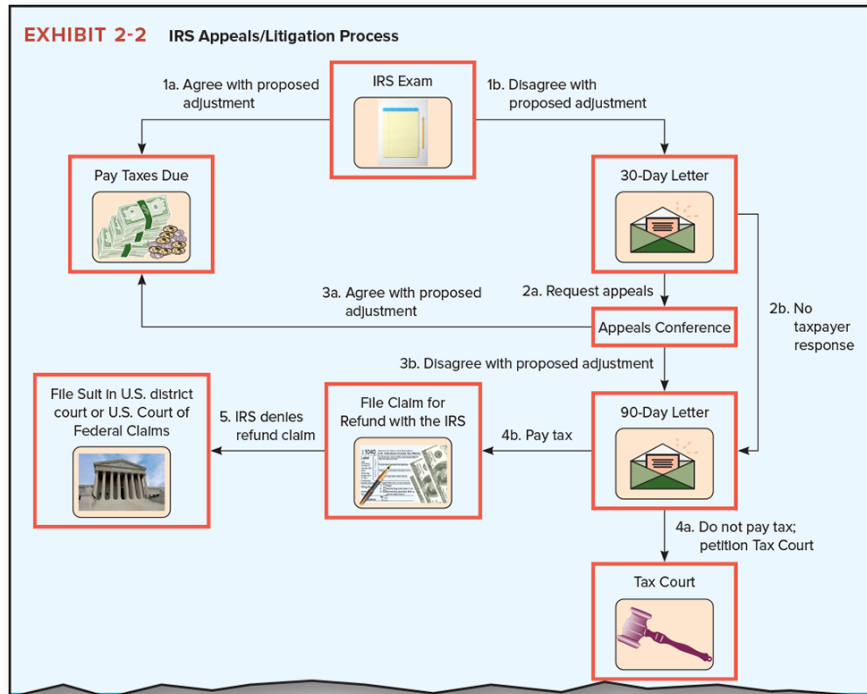 EXHIBIT 2-2 IRS Appeals/Litigation Process
1a. Agree with proposed
adjustment
IRS Exam
1b. Disagree with
proposed adjustment
Pay Taxes Due
30-Day Letter
3a. Agree with proposed
adjustment
2a. Request appeals
2b. No
taxpayer
response
Appeals Conference
3b. Disagree with proposed adjustment
File Suit in U.S. district
court or U.S. Court of
Federal Claims
5. IRS denies
refund claim
File Claim for
Refund with the IRS
1040
4b. Pay tax
90-Day Letter
4a. Do not pay tax;
petition Tax Court
Tax Court